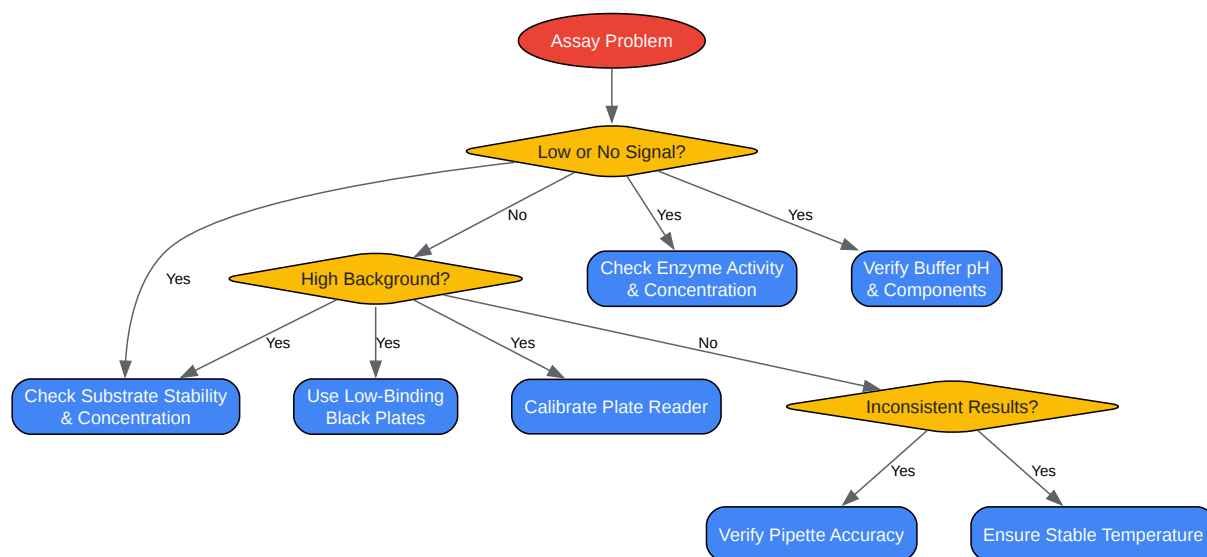 Assay Problem
Low or No Signal?
No
Yes
Yes
Yes
High Background?
Check Enzyme Activity
& Concentration
Verify Buffer pH
& Components
Yes
Yes
Yes
No
Check Substrate Stability
& Concentration
Use Low-Binding
Black Plates
Calibrate Plate Reader
Inconsistent Results?
Yes
Yes
Verify Pipette Accuracy
Ensure Stable Temperature